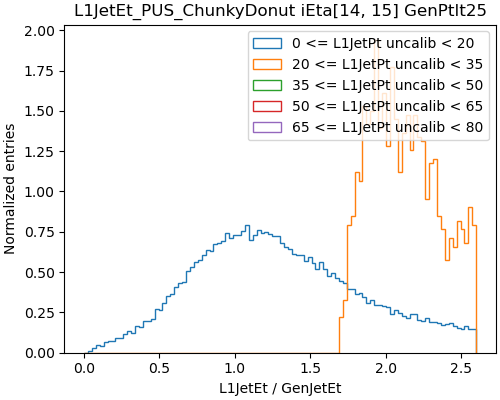 L1JetEt_PUS_ChunkyDonut iEta[14, 15] GenPtlt25
0 <= L1JetPt uncalib < 20
20 <= L1JetPt uncalib < 35
35 <= L1JetPt uncalib < 50
50 <= L1JetPt uncalib < 65
65 <= L1JetPt uncalib < 80
Normalized entries
2.00
1.75
1.50
1.25
1.00
0.75
0.50
0.25
0.00
0.0 0.5 1.0 1.5 2.0 2.5
L1JetEt / GenJetEt